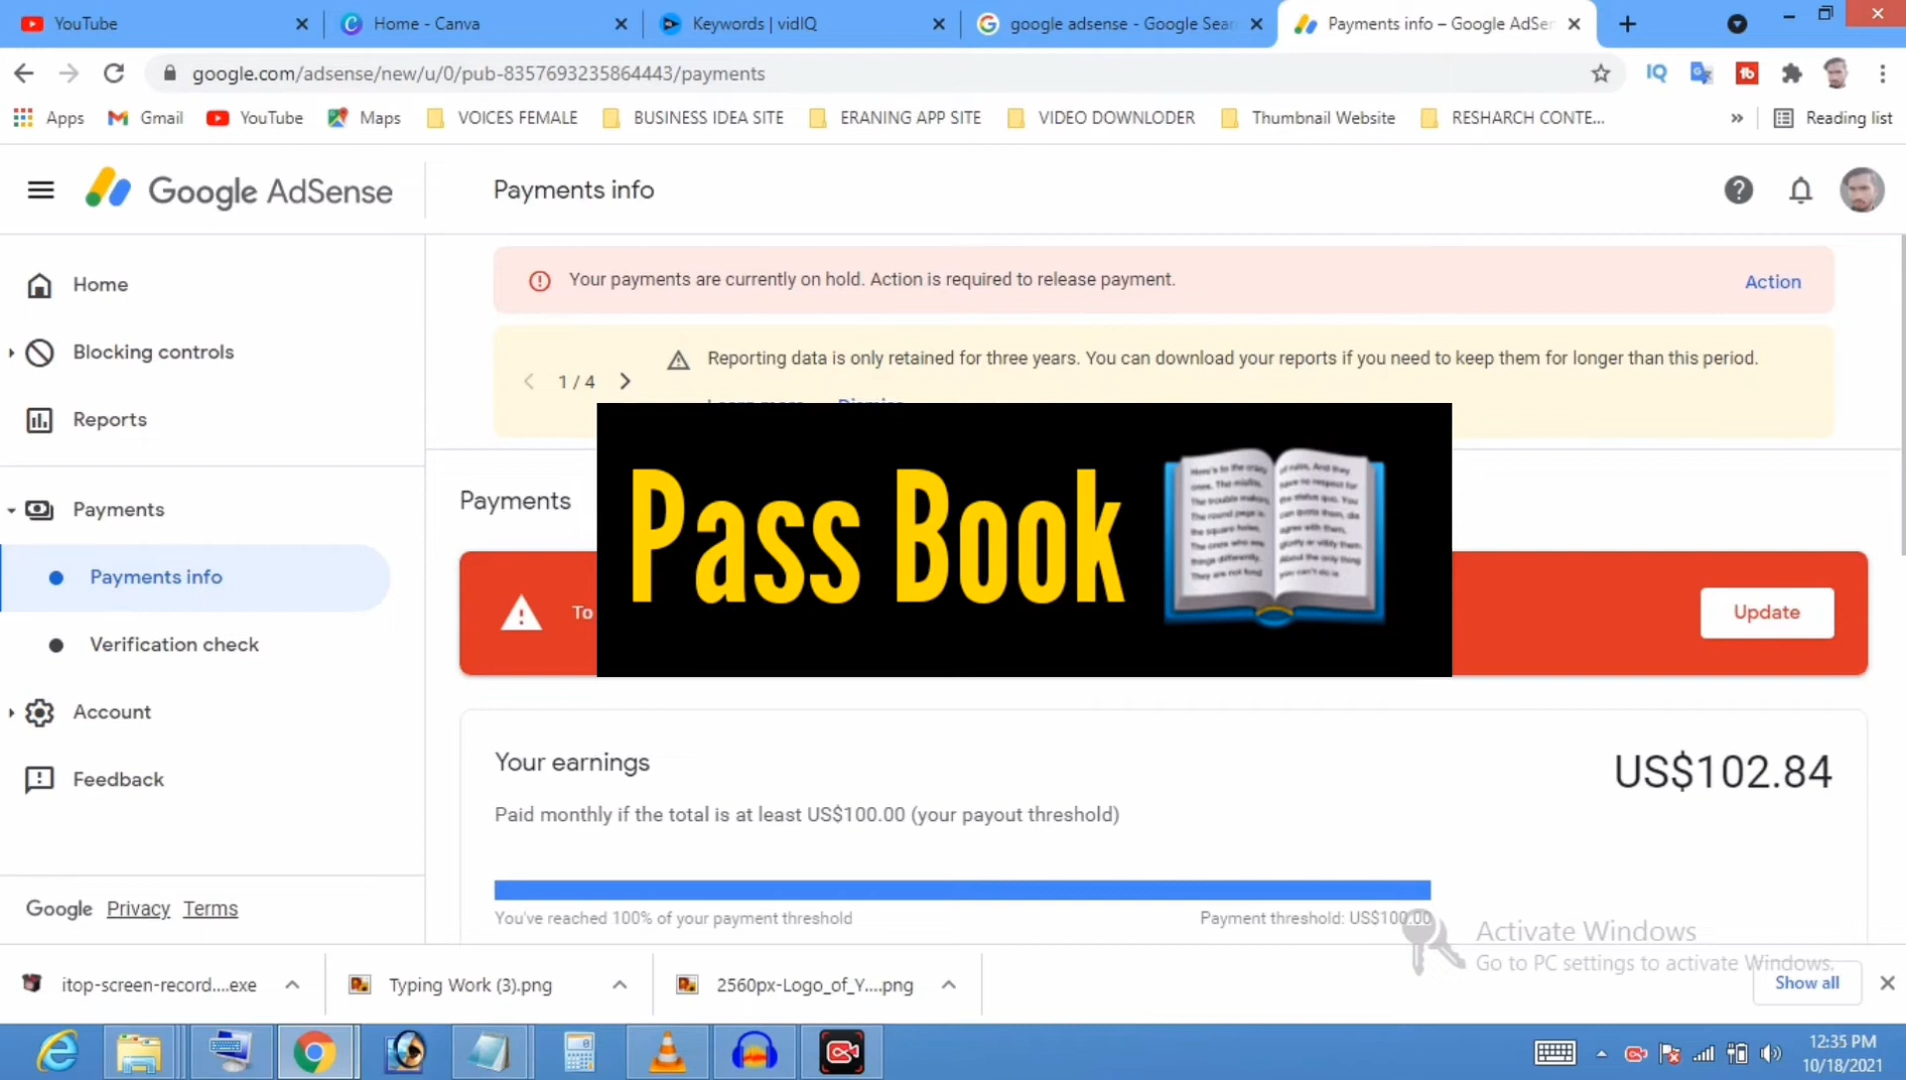 YouTube
Home - Canva
Keywords | vidIQ
google adsense - Google Sear
Payments info – Google AdSen
google.com/adsense/new/u/0/pub-8357693235864443/payments
Apps
Gmail
YouTube
Maps
VOICES FEMALE
BUSINESS IDEA SITE
ERANING APP SITE
VIDEO DOWNLODER
Thumbnail Website
RESHARCH CONTE...
Reading list
Google AdSense
Payments info
Your payments are currently on hold. Action is required to release payment.
Action
Home
Blocking controls
Reports
1 / 4
Reporting data is only retained for three years. You can download your reports if you need to keep them for longer than this period.
Pass Book
Payments
Payments
Payments info
Verification check
To
Update
Account
Feedback
Your earnings
US$102.84
Paid monthly if the total is at least US$100.00 (your payout threshold)
You've reached 100% of your payment threshold
Payment threshold: US$100.00
Google Privacy Terms
Activate Windows
Go to PC settings to activate Windows.
itop-screen-record....exe
Typing Work (3).png
2560px-Logo_of_Y....png
Show all
12:35 PM
10/18/2021